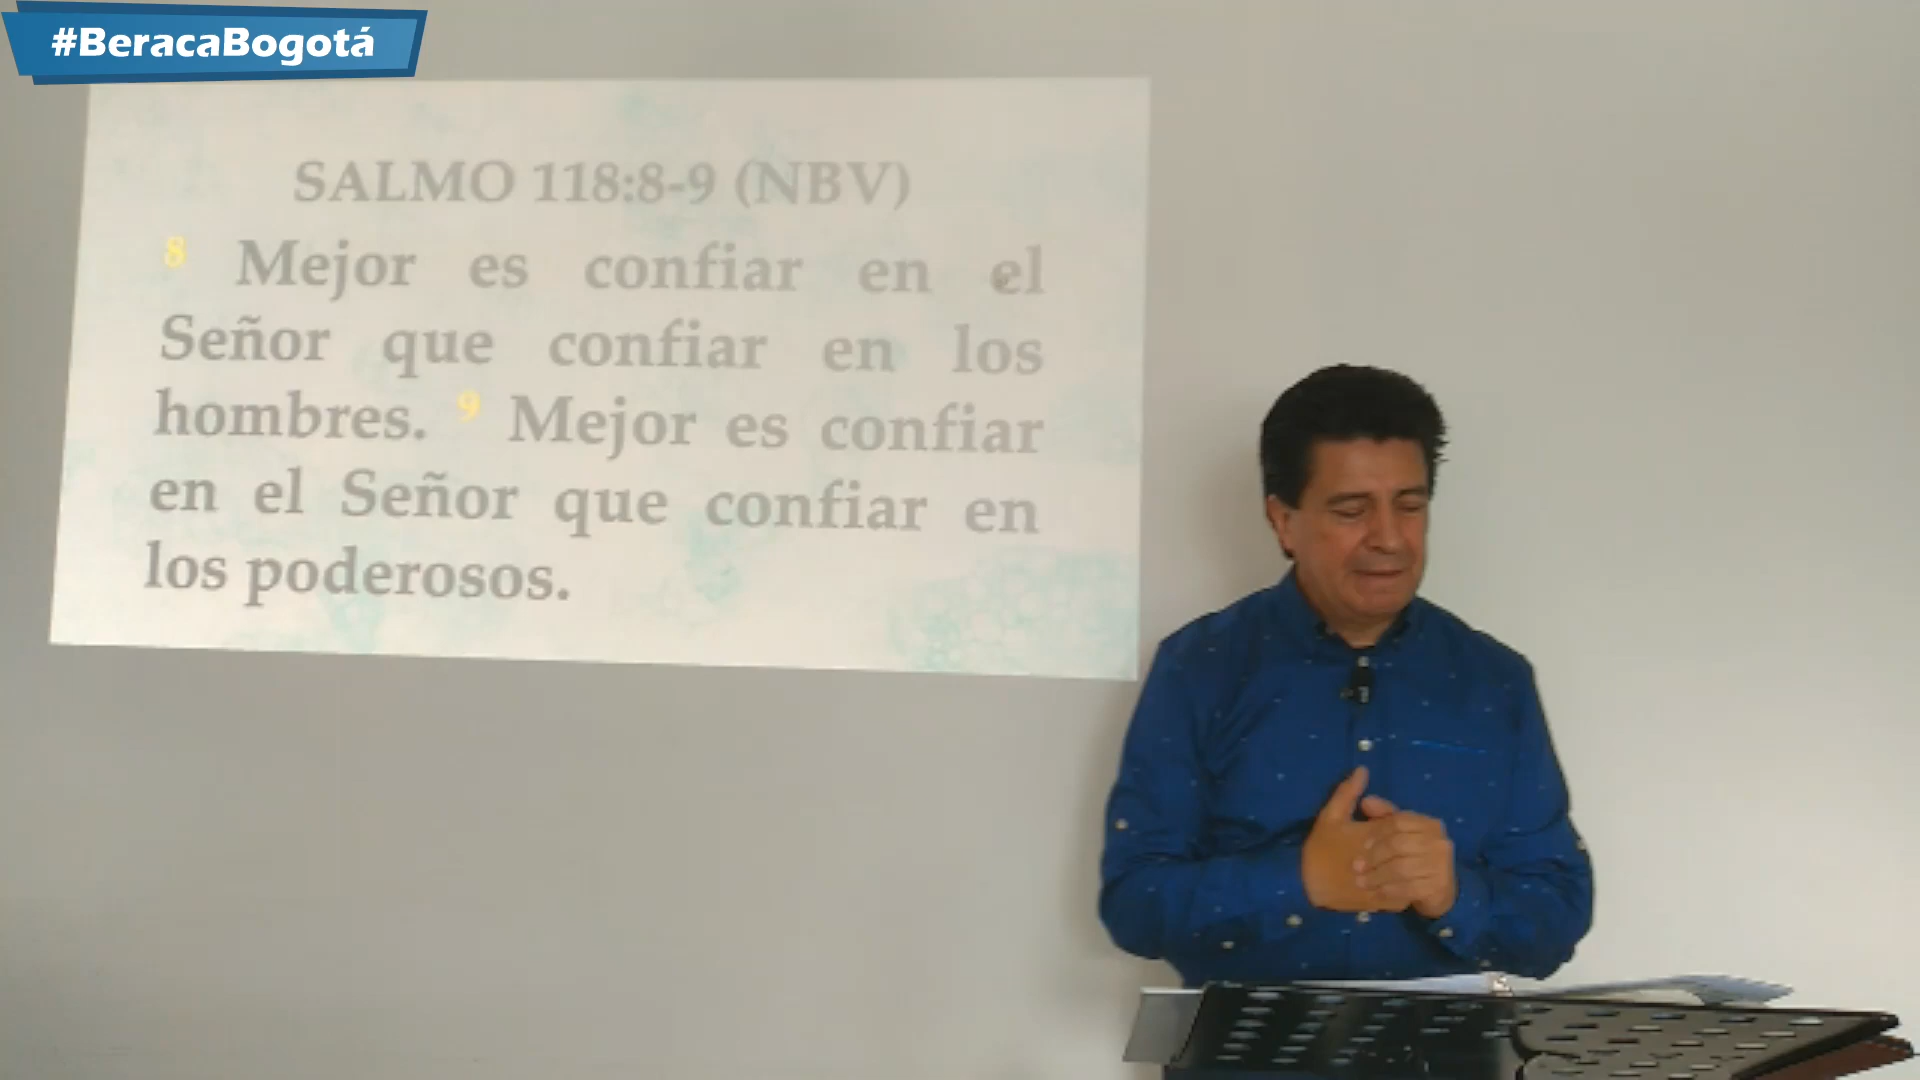 #BeracaBogotá
SALMO 118:8-9 (NBV)
8 Mejor es confiar en el
Señor que confiar en los
hombres. 9 Mejor es confiar
en el Señor que confiar en
los poderosos.